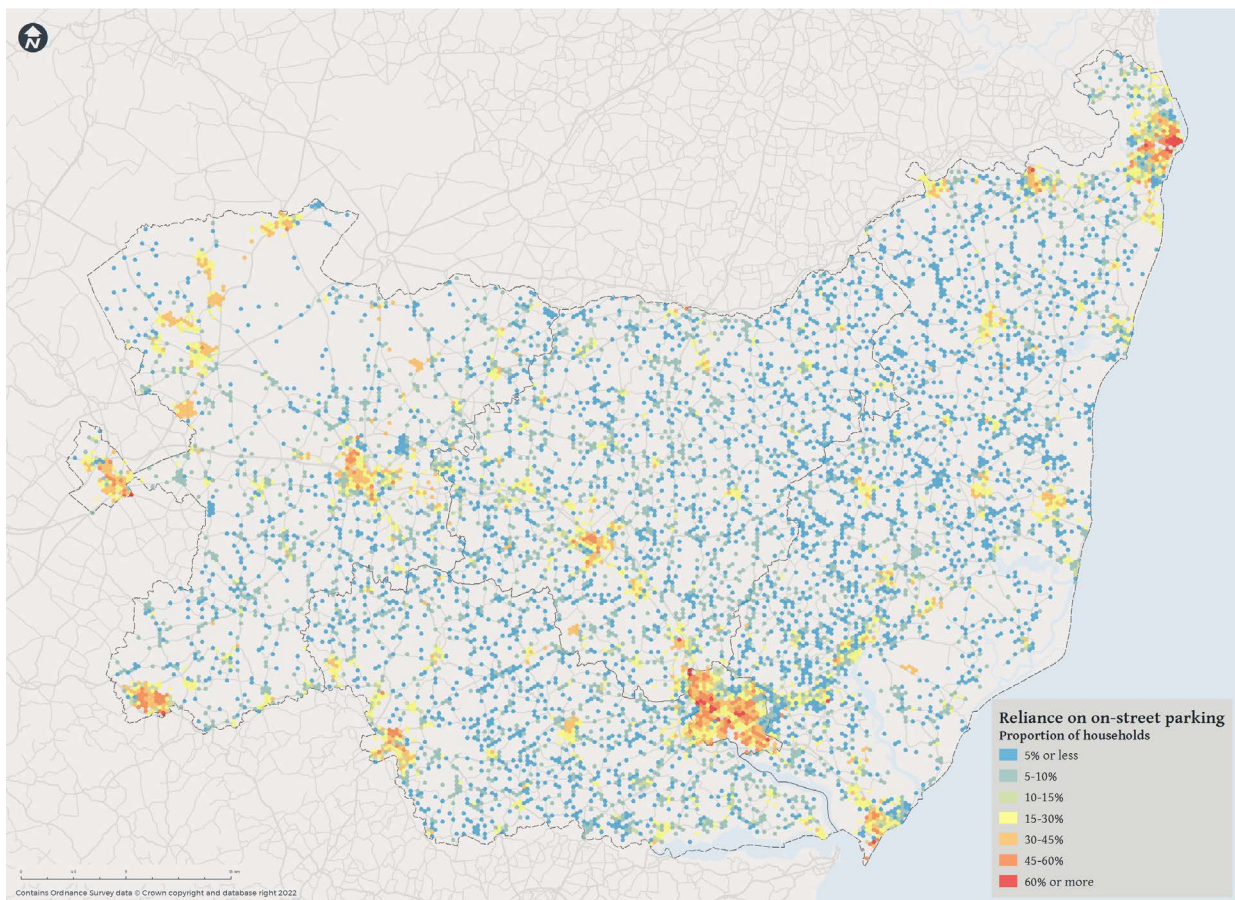 N
Reliance on on-street parking
Proportion of households
5% or less
5-10%
10-15%
15-30%
30-45%
45-60%
60% or more
Contains Ordnance Survey data © Crown copyright and database right 2022